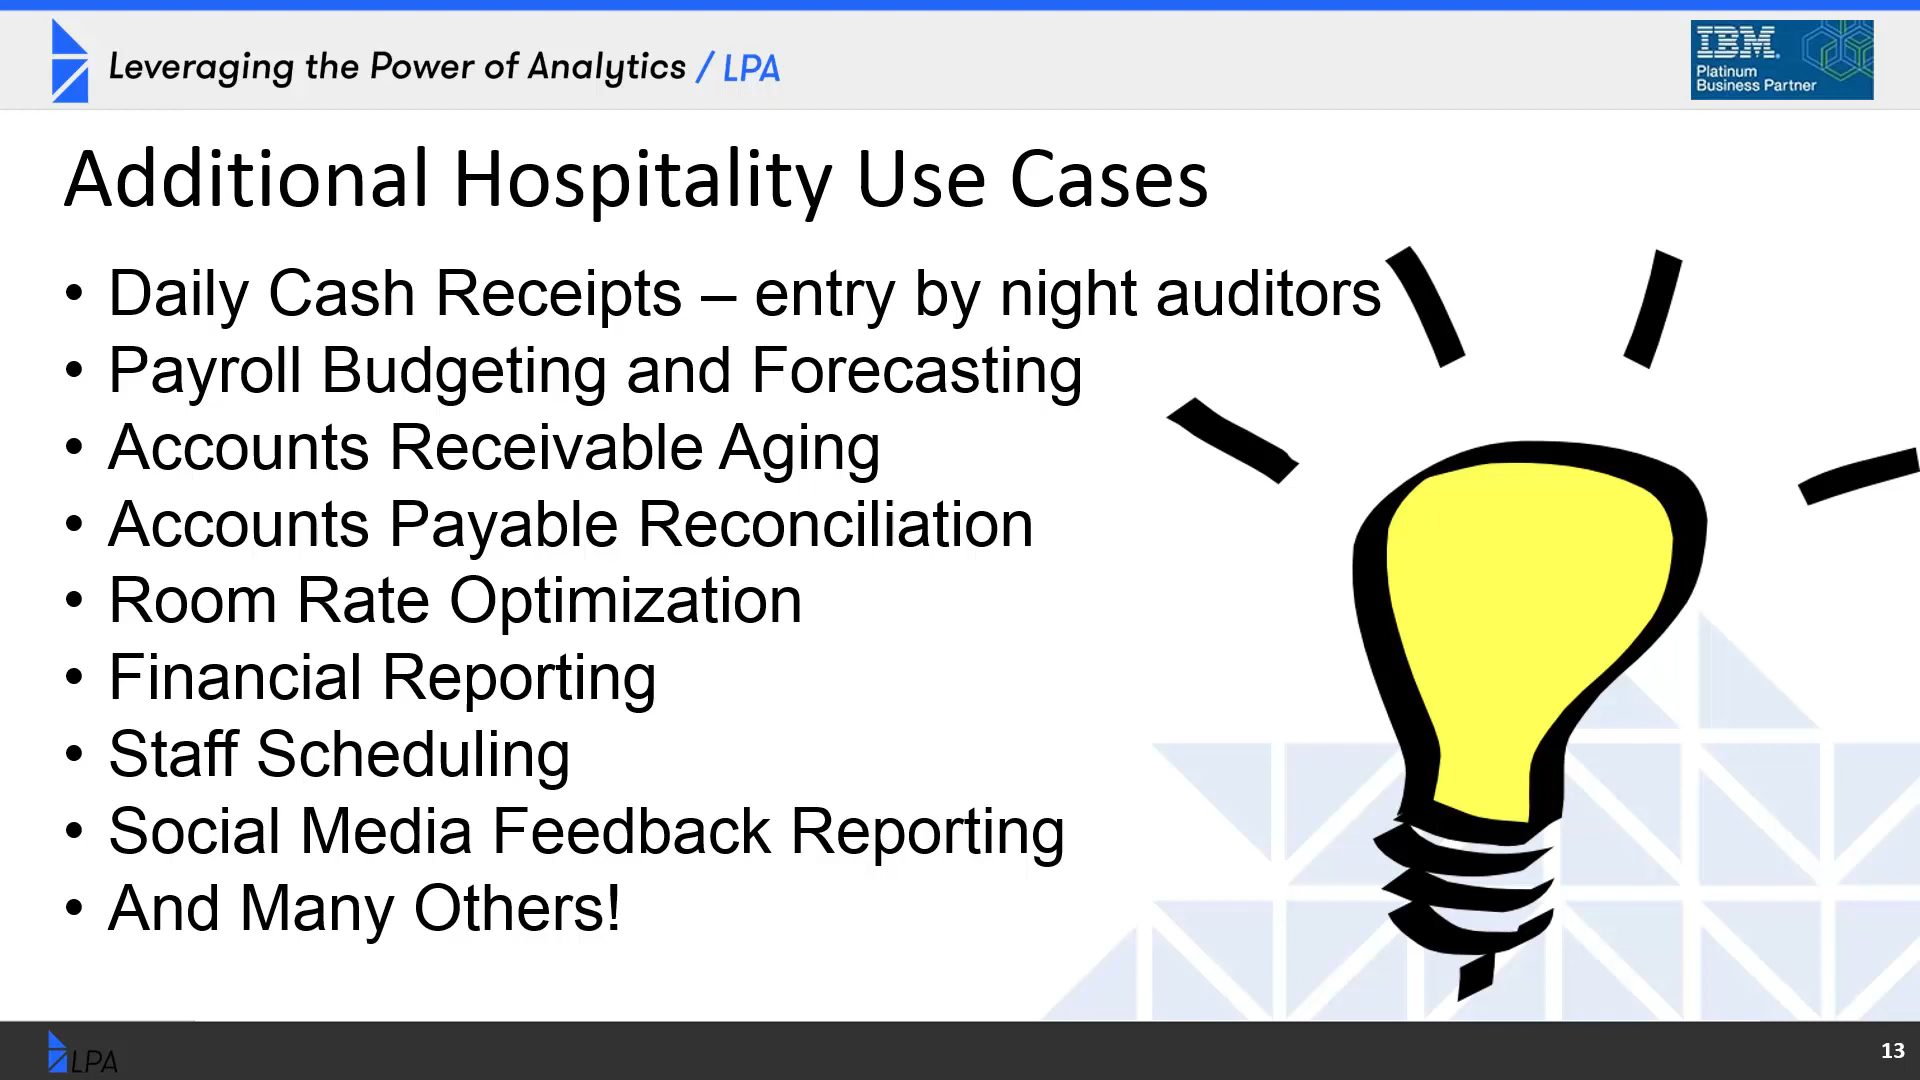 Leveraging the Power of Analytics / LPA
IBM
Platinum
Business Partner
Additional Hospitality Use Cases
• Daily Cash Receipts – entry by night auditors
• Payroll Budgeting and Forecasting
• Accounts Receivable Aging
• Accounts Payable Reconciliation
• Room Rate Optimization
• Financial Reporting
• Staff Scheduling
• Social Media Feedback Reporting
• And Many Others!
LPA
13